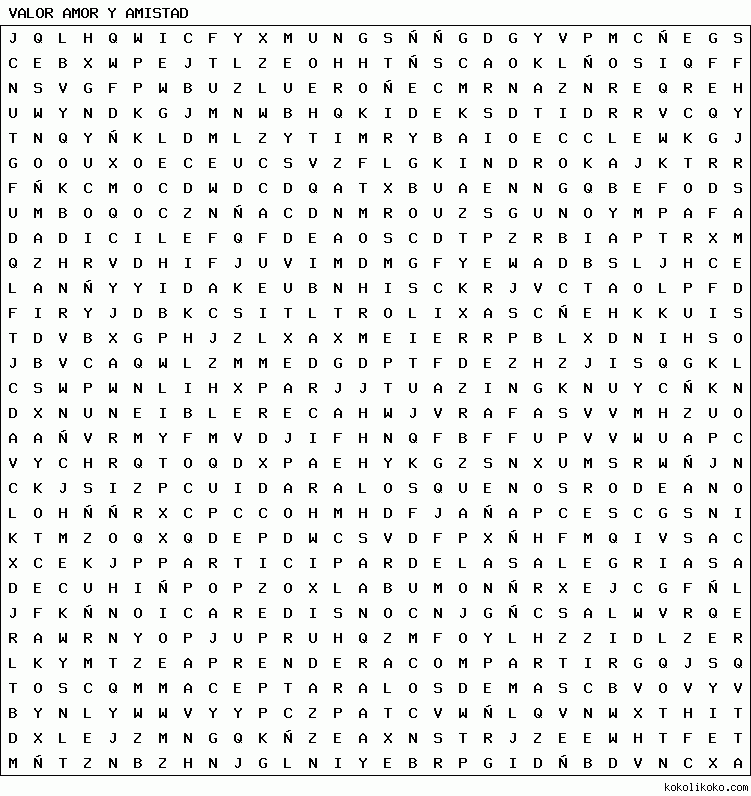 VALOR AMOR Y AMISTAD
J Q L H Q W I C F Y X M U N G S Ñ Ñ G D G Y V P M C Ñ E G S
C E B X W P E J T L Z E O H H T Ñ S C A O K L Ñ O S I Q F F
N S V G F P W B U Z L U E R O Ñ E C M R N A Z N R E Q R E H
U W Y N D K G J M N W B H Q K I D E K S D T I D R R V C Q Y
T N Q Y Ñ K L D M L Z Y T I M R Y B A I O E C C L E W K G J
G O O U X O E C E U C S V Z F L G K I N D R O K A J K T R R
F Ñ K C M O C D W D C D Q A T X B U A E N N G Q B E F O D S
U M B O Q O C Z N Ñ A C D N M R O U Z S G U N O Y M P A F A
D A D I C I L E F Q F D E A O S C D T P Z R B I A P T R X M
Q Z H R V D H I F J U V I M D M G F Y E W A D B S L J H C E
L A N Ñ Y Y I D A K E U B N H I S C K R J V C T A O L P F D
F I R Y J D B K C S I T L T R O L I X A S C Ñ E H K K U I S
T D V B X G P H J Z L X A X M E I E R R P B L X D N I H S O
J B V C A Q W L Z M M E D G D P T F D E Z H Z J I S Q G K L
C S W P W N L I H X P A R J J T U A Z I N G K N U Y C Ñ K N
D X N U N E I B L E R E C A H W J V R A F A S V V M H Z U O
A A Ñ V R M Y F M V D J I F H N Q F B F F U P V V W U A P C
V Y C H R Q T O Q D X P A E H Y K G Z S N X U M S R W Ñ J N
C K J S I Z P C U I D A R A L O S Q U E N O S R O D E A N O
L O H Ñ Ñ R X C P C C O H M H D F J A Ñ A P C E S C G S N I
K T M Z O Q X Q D E P D W C S V D F P X Ñ H F M Q I V S A C
X C E K J P P A R T I C I P A R D E L A S A L E G R I A S A
D E C U H I Ñ P O P Z O X L A B U M O N Ñ R X E J C G F Ñ L
J F K Ñ N O I C A R E D I S N O C N J G Ñ C S A L W V R Q E
R A W R N Y O P J U P R U H Q Z M F O Y L H Z Z I D L Z E R
L K Y M T Z E A P R E N D E R A C O M P A R T I R G Q J S Q
T O S C Q M M A C E P T A R A L O S D E M A S C B V O V Y V
B Y N L Y W W V Y Y P C Z P A T C V W Ñ L Q V N W X T H I T
D X L E J Z M N G Q K Ñ Z E A X N S T R J Z E E W H T F E T
M Ñ T Z N B Z H N J G L N I Y E B R P G I D Ñ B D V N C X A
kokolikoko.com